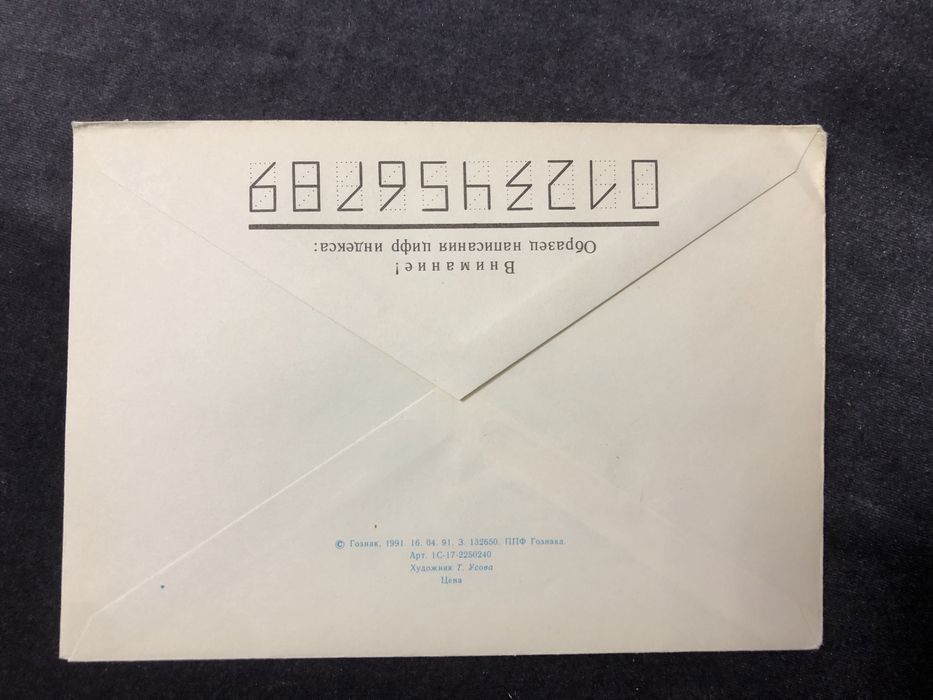 Внимание!
Образец написания цифр индекса:
0123456789
© Гознак, 1991. 16. 04. 91. З. 132650. ППФ Гознака.
Арт. 1С-17-2250240
Художник Т. Усова
Цена